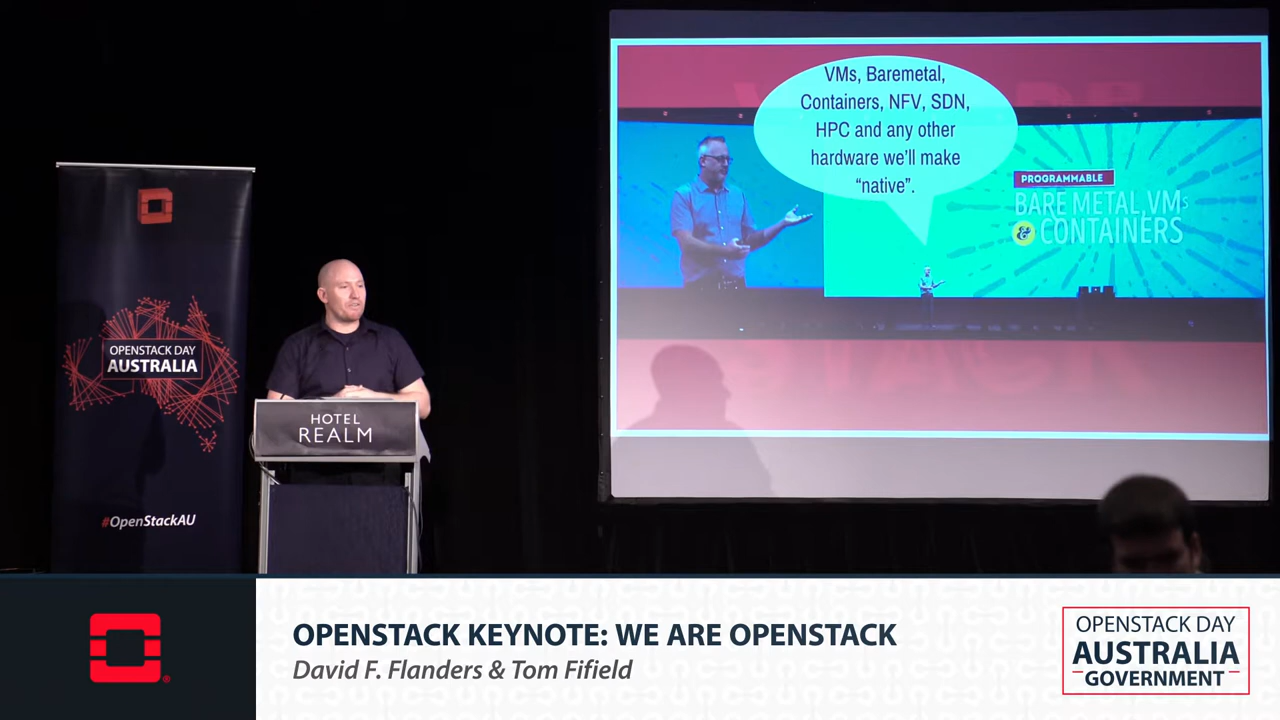 OPENSTACK DAY
AUSTRALIA
#OpenStackAU
HOTEL
REALM
VMs, Baremetal,
Containers, NFV, SDN,
HPC and any other
hardware we'll make
“native”.
PROGRAMMABLE
BARE METAL, VMs
& CONTAINERS
OPENSTACK KEYNOTE: WE ARE OPENSTACK
David F. Flanders & Tom Fifield
OPENSTACK DAY
AUSTRALIA
GOVERNMENT